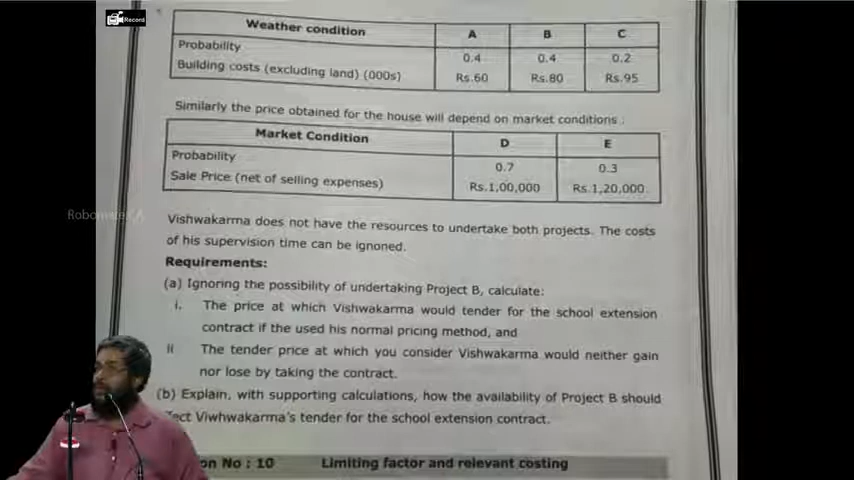 Record
Weather condition A B C
Probability 0.4 0.4 0.2
Building costs (excluding land) (000s) Rs.60 Rs.80 Rs.95
Similarly the price obtained for the house will depend on market conditions :
Market Condition D E
Probability 0.7 0.3
Sale Price (net of selling expenses) Rs.1,00,000 Rs.1,20,000
Vishwakarma does not have the resources to undertake both projects. The costs
of his supervision time can be ignoned.
Requirements:
(a) Ignoring the possibility of undertaking Project B, calculate:
i. The price at which Vishwakarma would tender for the school extension
contract if the used his normal pricing method, and
ii The tender price at which you consider Vishwakarma would neither gain
nor lose by taking the contract.
(b) Explain, with supporting calculations, how the availability of Project B should
ect Viwhwakarma's tender for the school extension contract.
on No : 10 Limiting factor and relevant costing